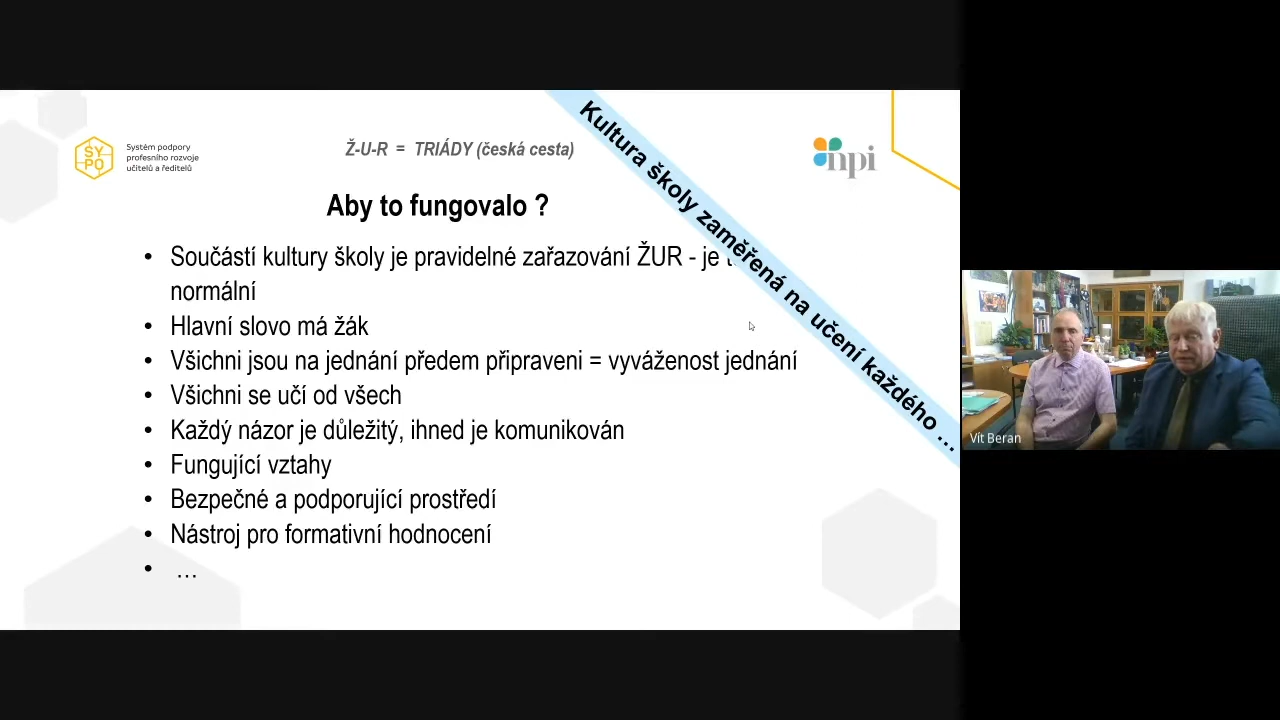 SYPO
Systém podpory
profesního rozvoje
učitelů a ředitelů
Ž-U-R = TRIÁDY (česká cesta)
npi
Kultura školy zaměřená na učení každého ...
Aby to fungovalo ?
• Součástí kultury školy je pravidelné zařazování ŽUR - je
normální
• Hlavní slovo má žák
• Všichni jsou na jednání předem připraveni = vyváženost jednání
• Všichni se učí od všech
• Každý názor je důležitý, ihned je komunikován
• Fungující vztahy
• Bezpečné a podporující prostředí
• Nástroj pro formativní hodnocení
• ...
Vít Beran